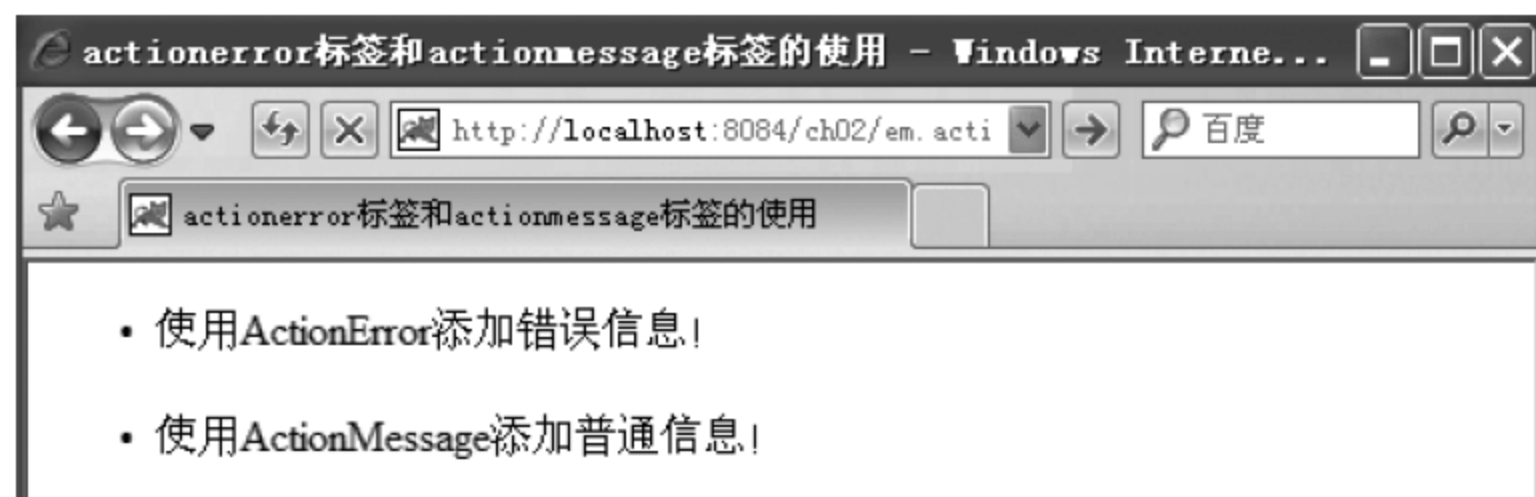 actionerror标签和actionmessage标签的使用 - Windows Interne...
http://localhost:8084/ch02/em.acti
百度
actionerror标签和actionmessage标签的使用
• 使用ActionError添加错误信息!
• 使用ActionMessage添加普通信息!